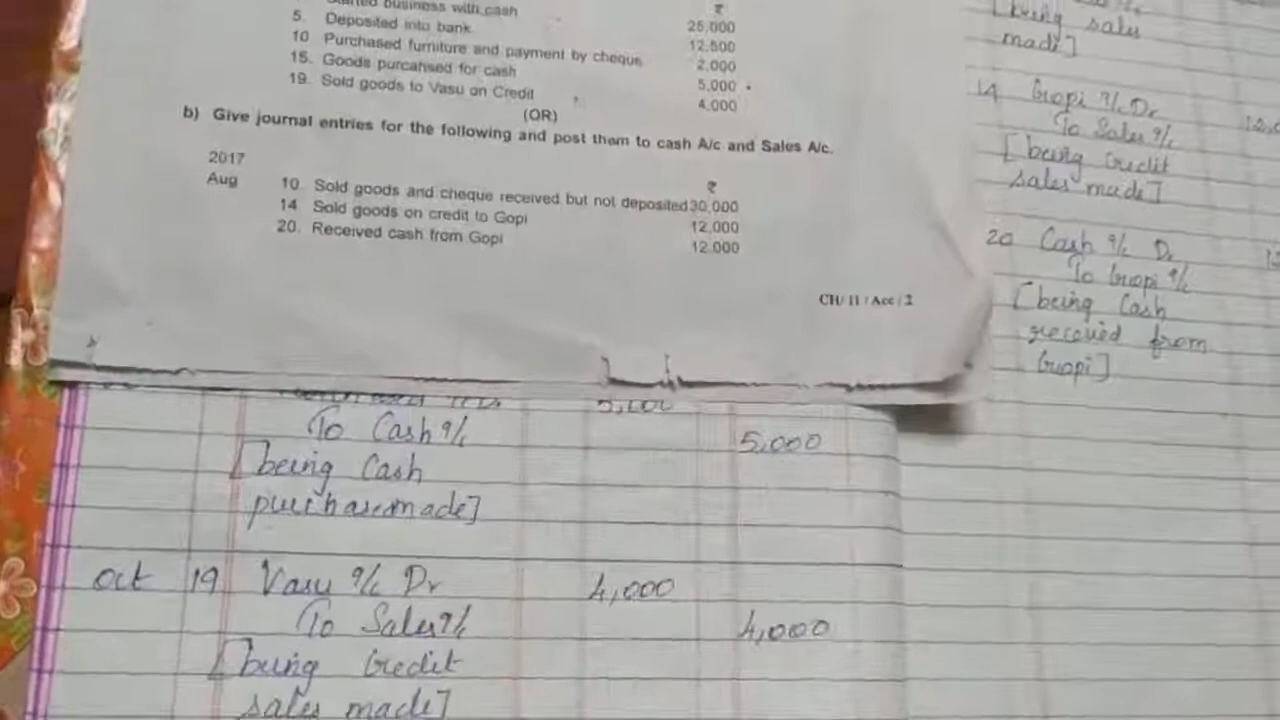 business with cash
₹
25,000
5. Deposited into bank 12,500
10 Purchased furniture and payment by cheque 2,000
15. Goods purcahsed for cash 5,000
19. Sold goods to Vasu on Credit 4,000
(OR)
b) Give journal entries for the following and post them to cash A/c and Sales A/c.
2017
₹
Aug 10. Sold goods and cheque received but not deposited 30,000
14 Sold goods on credit to Gopi 12,000
20. Received cash from Gopi 12,000
CH/ 11 / Acc / 2
To Cash a/c 5,000
[being Cash
purchase made]
Oct 19 Vasu a/c Dr 4,000
To Sales a/c 4,000
[being Credit
sales made]
[being sales
made]
14 Gopi a/c Dr
To Sales a/c
[being credit
sales made]
20 Cash a/c Dr
To Gopi a/c
[being Cash
received from
Gopi]